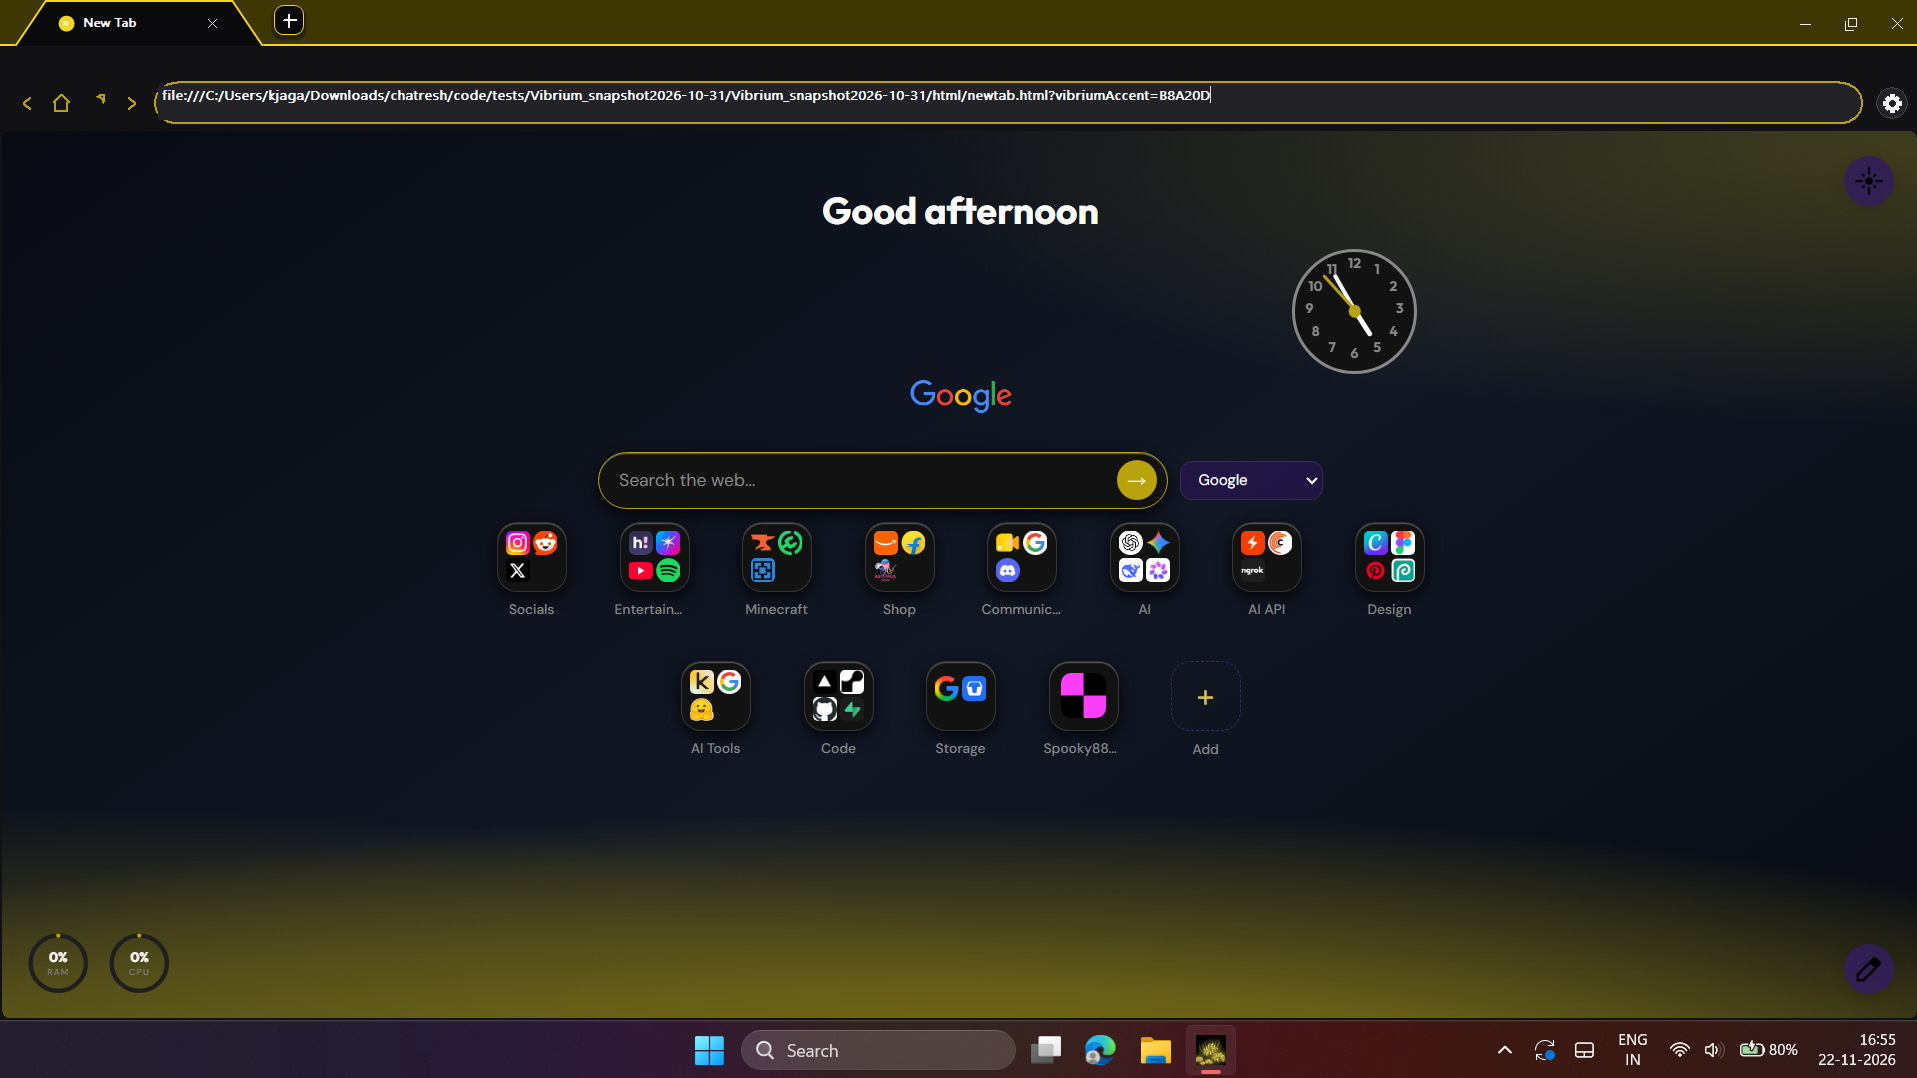 New Tab
file:///C:/Users/kjaga/Downloads/chatresh/code/tests/Vibrium_snapshot2026-10-31/Vibrium_snapshot2026-10-31/html/newtab.html?vibriumAccent=B8A20D
Good afternoon
12
1
2
3
4
5
6
7
8
9
10
11
Google
Search the web...
→
Google
h!
ngrok
Socials
Entertain...
Minecraft
Shop
Communic...
AI
AI API
Design
AI Tools
Code
Storage
Spooky88...
+
Add
0%
RAM
0%
CPU
Search
ENG
IN
80%
16:55
22-11-2026